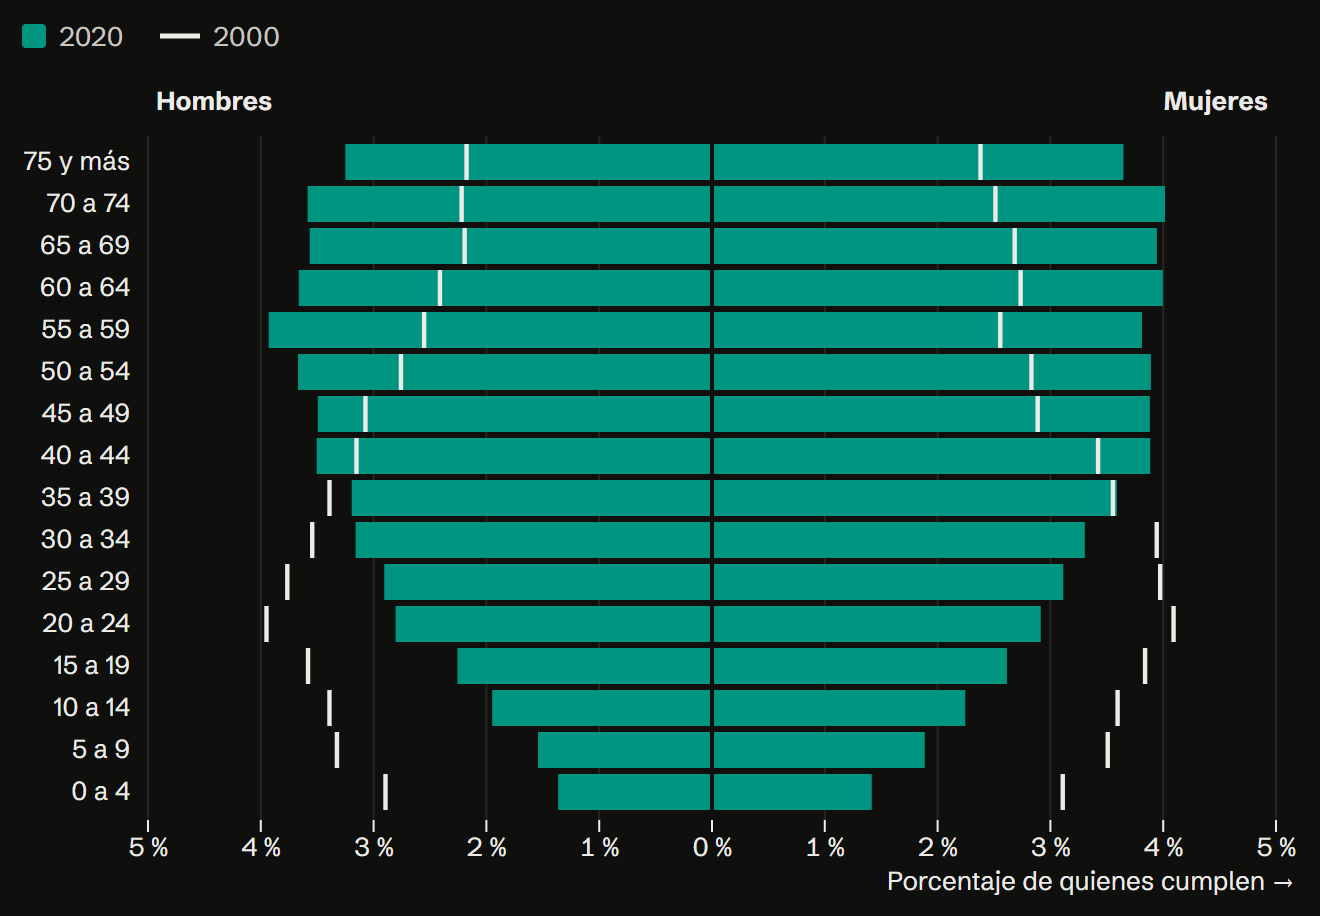 2020 2000
Hombres Mujeres
75 y más
70 a 74
65 a 69
60 a 64
55 a 59
50 a 54
45 a 49
40 a 44
35 a 39
30 a 34
25 a 29
20 a 24
15 a 19
10 a 14
5 a 9
0 a 4
5 % 4 % 3 % 2 % 1 % 0 % 1 % 2 % 3 % 4 % 5 %
Porcentaje de quienes cumplen →